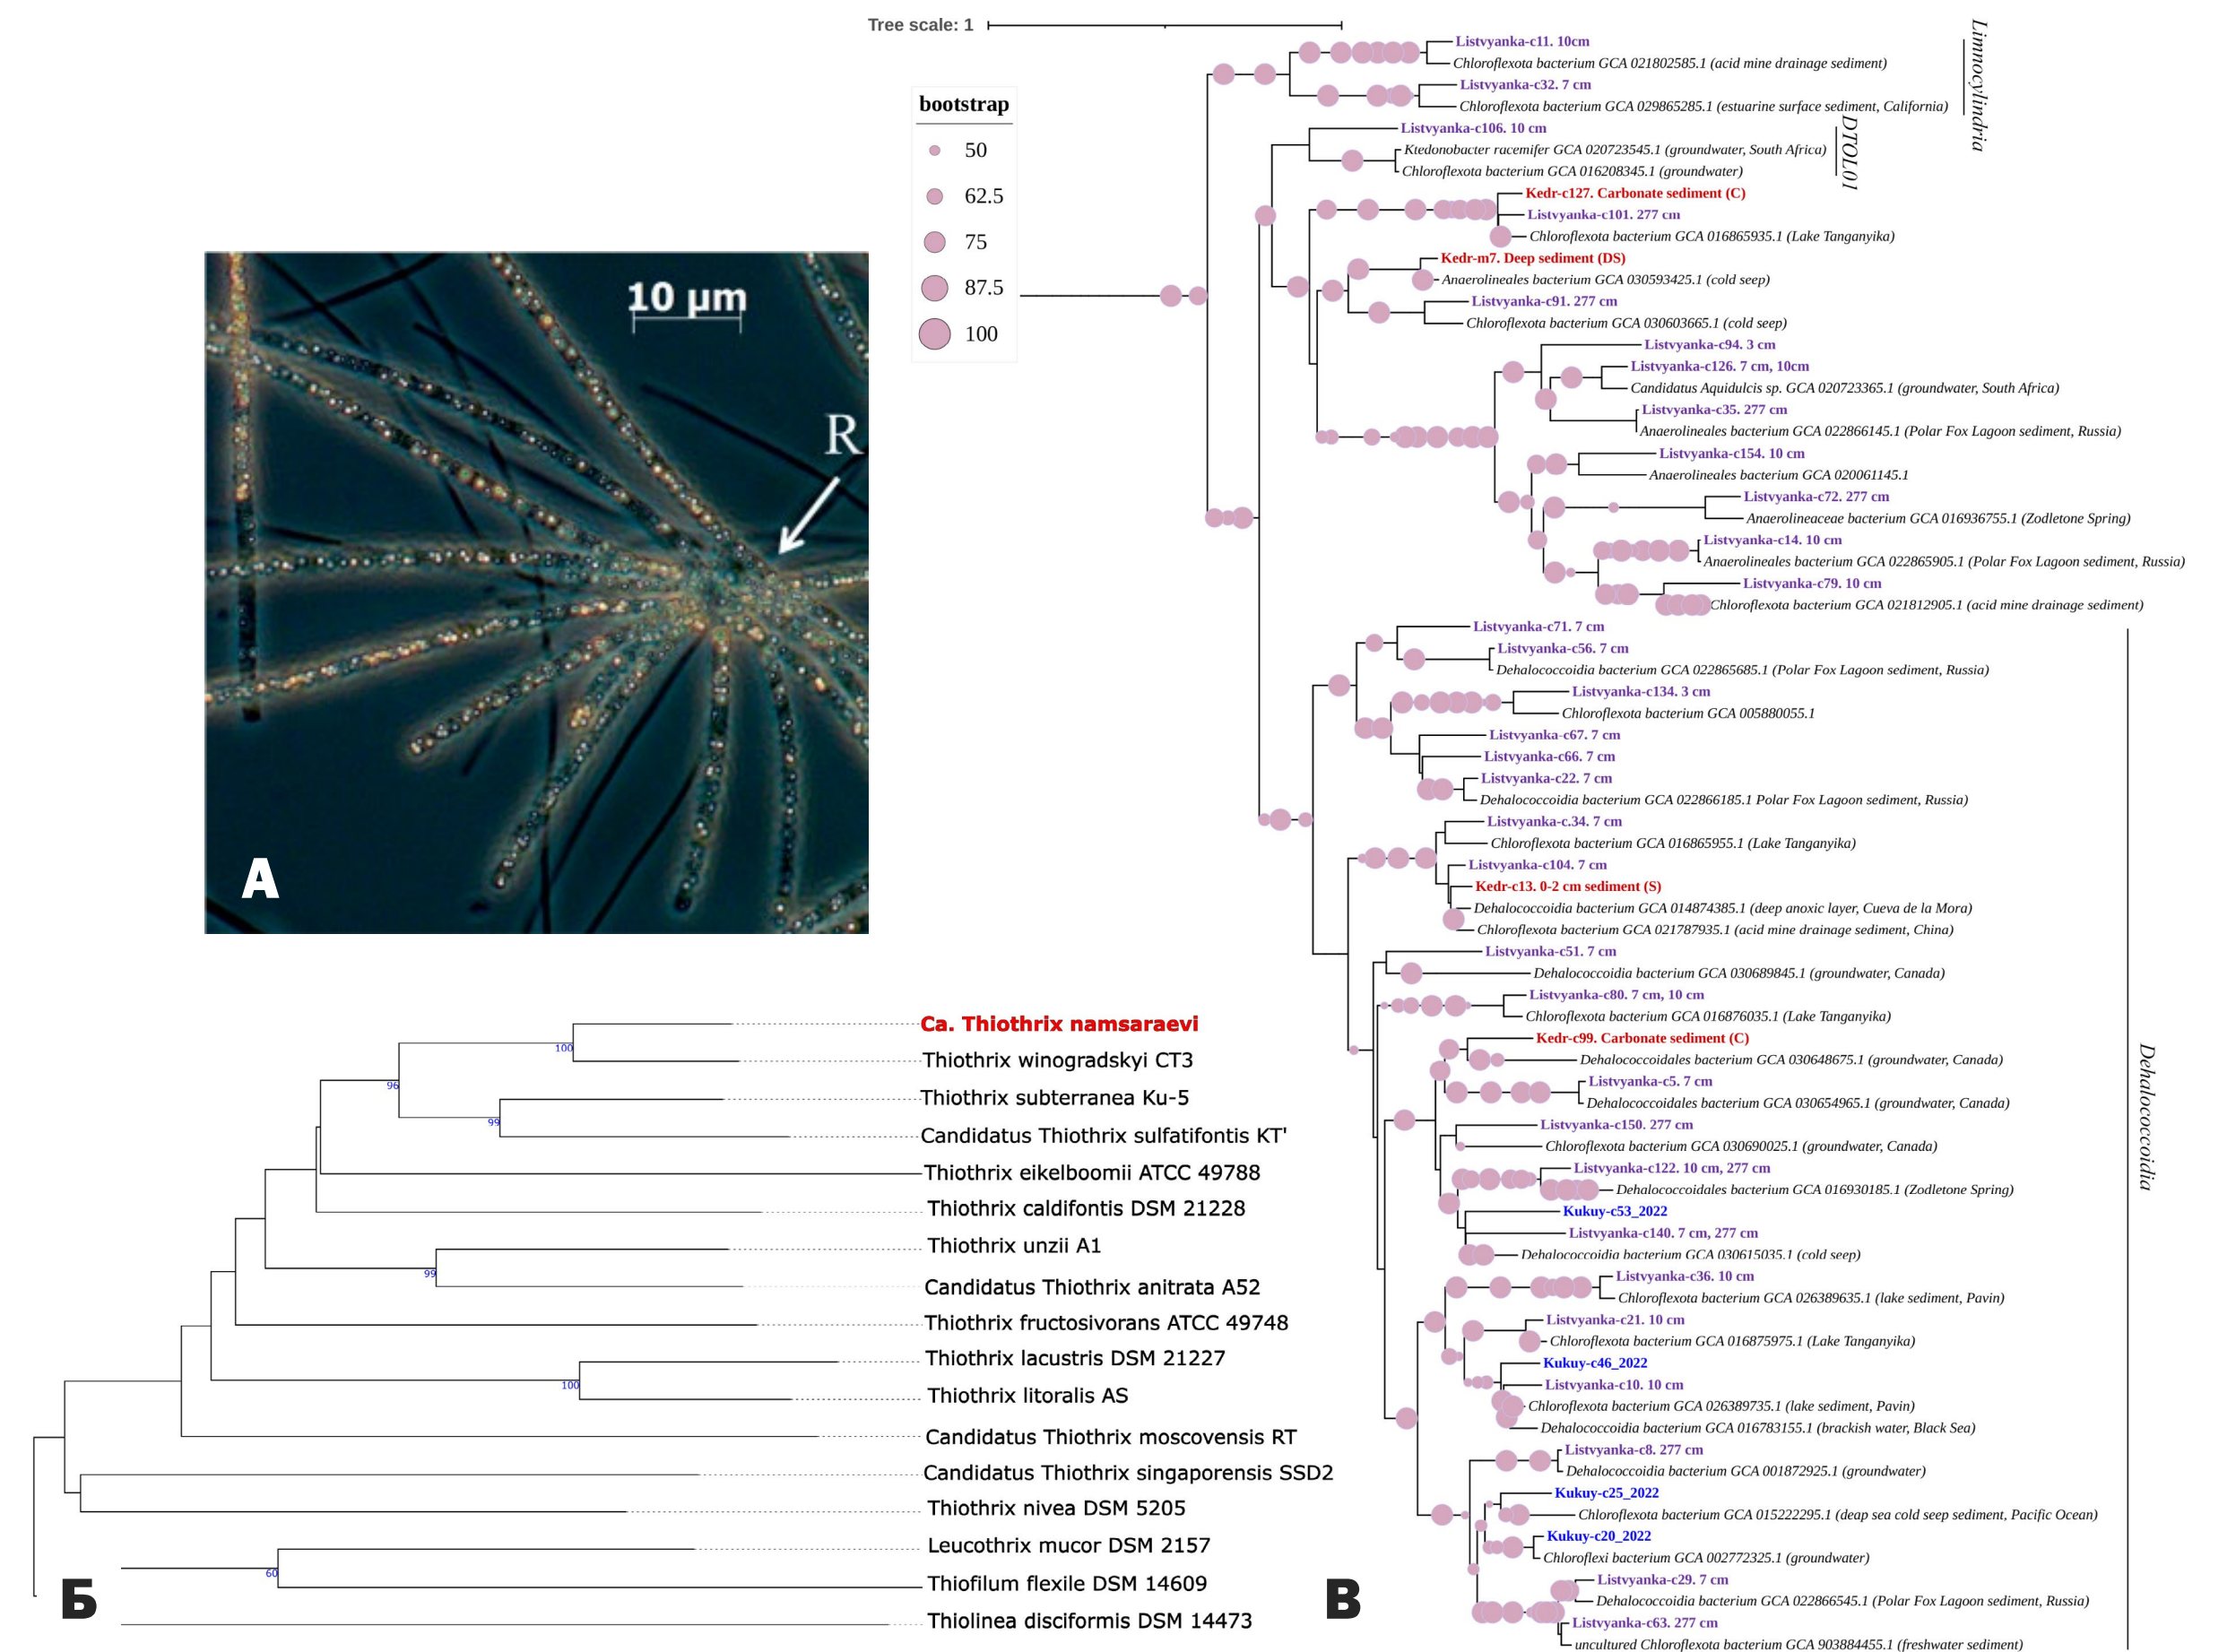 Tree scale: 1
bootstrap
50
62.5
75
87.5
100
10 µm
R
А
Listvyanka-c11. 10cm
Chloroflexota bacterium GCA 021802585.1 (acid mine drainage sediment)
Listvyanka-c32. 7 cm
Chloroflexota bacterium GCA 029865285.1 (estuarine surface sediment, California)
Limnocylindria
Listvyanka-c106. 10 cm
Ktedonobacter racemifer GCA 020723545.1 (groundwater, South Africa)
Chloroflexota bacterium GCA 016208345.1 (groundwater)
DTOL01
Kedr-c127. Carbonate sediment (C)
Listvyanka-c101. 277 cm
Chloroflexota bacterium GCA 016865935.1 (Lake Tanganyika)
Kedr-m7. Deep sediment (DS)
Anaerolineales bacterium GCA 030593425.1 (cold seep)
Listvyanka-c91. 277 cm
Chloroflexota bacterium GCA 030603665.1 (cold seep)
Listvyanka-c94. 3 cm
Listvyanka-c126. 7 cm, 10cm
Candidatus Aquidulcis sp. GCA 020723365.1 (groundwater, South Africa)
Listvyanka-c35. 277 cm
Anaerolineales bacterium GCA 022866145.1 (Polar Fox Lagoon sediment, Russia)
Listvyanka-c154. 10 cm
Anaerolineales bacterium GCA 020061145.1
Listvyanka-c72. 277 cm
Anaerolineaceae bacterium GCA 016936755.1 (Zodletone Spring)
Listvyanka-c14. 10 cm
Anaerolineales bacterium GCA 022865905.1 (Polar Fox Lagoon sediment, Russia)
Listvyanka-c79. 10 cm
Chloroflexota bacterium GCA 021812905.1 (acid mine drainage sediment)
Listvyanka-c71. 7 cm
Listvyanka-c56. 7 cm
Dehalococcoidia bacterium GCA 022865685.1 (Polar Fox Lagoon sediment, Russia)
Listvyanka-c134. 3 cm
Chloroflexota bacterium GCA 005880055.1
Listvyanka-c67. 7 cm
Listvyanka-c66. 7 cm
Listvyanka-c22. 7 cm
Dehalococcoidia bacterium GCA 022866185.1 Polar Fox Lagoon sediment, Russia)
Listvyanka-c.34. 7 cm
Chloroflexota bacterium GCA 016865955.1 (Lake Tanganyika)
Listvyanka-c104. 7 cm
Kedr-c13. 0-2 cm sediment (S)
Dehalococcoidia bacterium GCA 014874385.1 (deep anoxic layer, Cueva de la Mora)
Chloroflexota bacterium GCA 021787935.1 (acid mine drainage sediment, China)
Listvyanka-c51. 7 cm
Dehalococcoidia bacterium GCA 030689845.1 (groundwater, Canada)
Listvyanka-c80. 7 cm, 10 cm
Chloroflexota bacterium GCA 016876035.1 (Lake Tanganyika)
Kedr-c99. Carbonate sediment (C)
Dehalococcoidales bacterium GCA 030648675.1 (groundwater, Canada)
Listvyanka-c5. 7 cm
Dehalococcoidales bacterium GCA 030654965.1 (groundwater, Canada)
Listvyanka-c150. 277 cm
Chloroflexota bacterium GCA 030690025.1 (groundwater, Canada)
Listvyanka-c122. 10 cm, 277 cm
Dehalococcoidales bacterium GCA 016930185.1 (Zodletone Spring)
Kukuy-c53_2022
Listvyanka-c140. 7 cm, 277 cm
Dehalococcoidia bacterium GCA 030615035.1 (cold seep)
Listvyanka-c36. 10 cm
Chloroflexota bacterium GCA 026389635.1 (lake sediment, Pavin)
Listvyanka-c21. 10 cm
Chloroflexota bacterium GCA 016875975.1 (Lake Tanganyika)
Kukuy-c46_2022
Listvyanka-c10. 10 cm
Chloroflexota bacterium GCA 026389735.1 (lake sediment, Pavin)
Dehalococcoidia bacterium GCA 016783155.1 (brackish water, Black Sea)
Listvyanka-c8. 277 cm
Dehalococcoidia bacterium GCA 001872925.1 (groundwater)
Kukuy-c25_2022
Chloroflexota bacterium GCA 015222295.1 (deap sea cold seep sediment, Pacific Ocean)
Kukuy-c20_2022
Chloroflexi bacterium GCA 002772325.1 (groundwater)
Listvyanka-c29. 7 cm
Dehalococcoidia bacterium GCA 022866545.1 (Polar Fox Lagoon sediment, Russia)
Listvyanka-c63. 277 cm
uncultured Chloroflexota bacterium GCA 903884455.1 (freshwater sediment)
Dehalococcoidia
В
Ca. Thiothrix namsaraevi
100
Thiothrix winogradskyi CT3
96
Thiothrix subterranea Ku-5
99
Candidatus Thiothrix sulfatifontis KT'
Thiothrix eikelboomii ATCC 49788
Thiothrix caldifontis DSM 21228
Thiothrix unzii A1
99
Candidatus Thiothrix anitrata A52
Thiothrix fructosivorans ATCC 49748
Thiothrix lacustris DSM 21227
100
Thiothrix litoralis AS
Candidatus Thiothrix moscovensis RT
Candidatus Thiothrix singaporensis SSD2
Thiothrix nivea DSM 5205
Leucothrix mucor DSM 2157
60
Thiofilum flexile DSM 14609
Thiolinea disciformis DSM 14473
Б